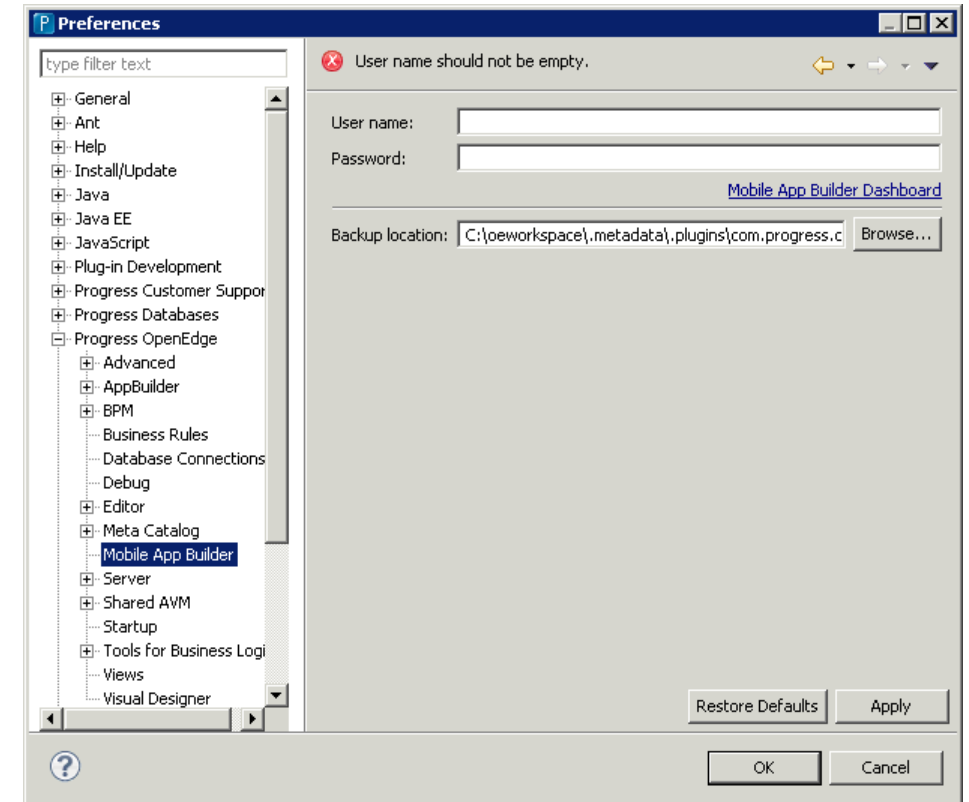 Preferences
type filter text
User name should not be empty.
General
Ant
Help
Install/Update
Java
Java EE
JavaScript
Plug-in Development
Progress Customer Suppor
Progress Databases
Progress OpenEdge
Advanced
AppBuilder
BPM
Business Rules
Database Connections
Debug
Editor
Meta Catalog
Mobile App Builder
Server
Shared AVM
Startup
Tools for Business Logi
Views
Visual Designer
User name:
Password:
Mobile App Builder Dashboard
Backup location: C:\oeworkspace\.metadata\.plugins\com.progress.c Browse...
Restore Defaults Apply
? OK Cancel